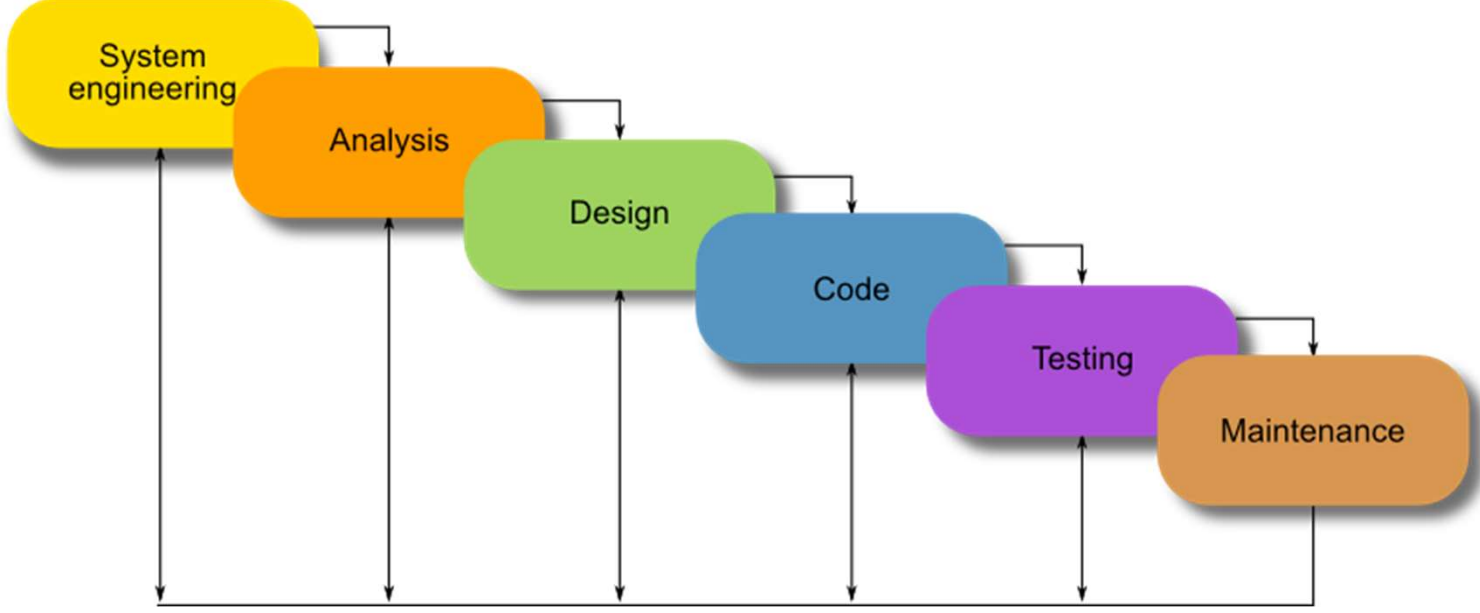 System
engineering
Analysis
Design
Code
Testing
Maintenance